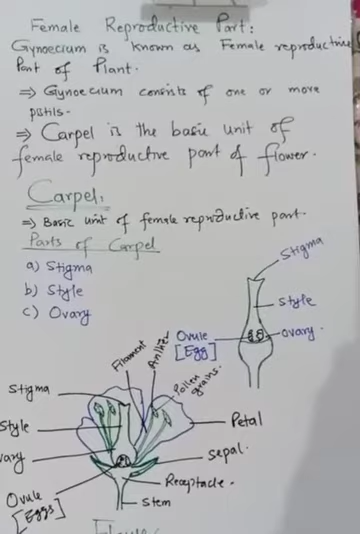 Female Reproductive Part:
Gynoecium is known as Female reproductive
Part of Plant.
⇒ Gynoecium consists of one or more
pistils.
⇒ Carpel is the basic unit of
female reproductive part of flower.
Carpel:
⇒ Basic unit of female reproductive part.
Parts of Carpel
a) Stigma
b) Style
c) Ovary
Stigma
Style
Ovary.
Ovule
[Egg]
Filament
Anther
Pollen
grains.
Stigma
Style
vary
Ovule
[Eggs]
Petal
Sepal.
Receptacle.
Stem